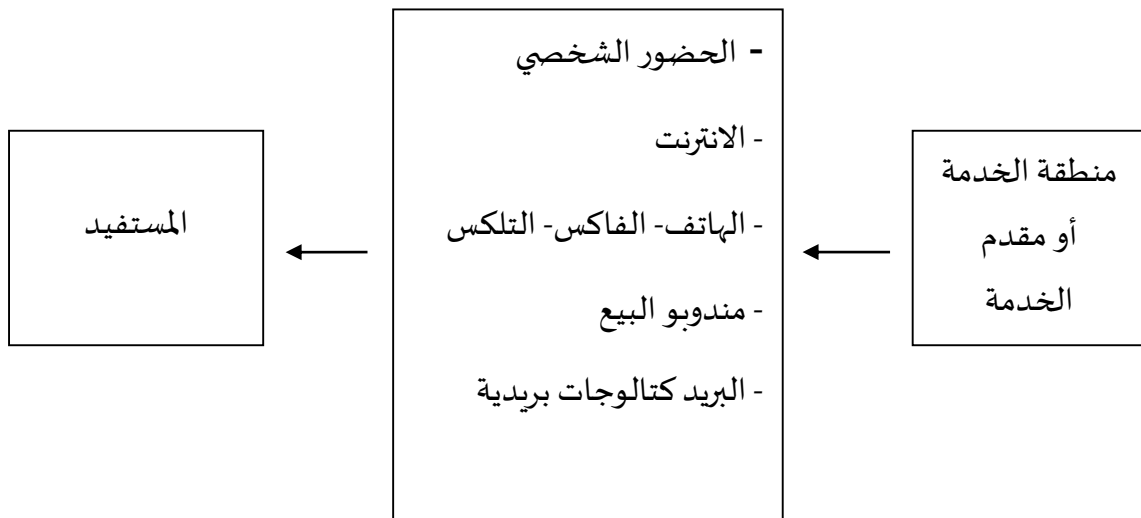 منطقة الخدمة
أو مقدم
الخدمة
- الحضور الشخصي
- الانترنت
- الهاتف- الفاكس- التلكس
- مندوبو البيع
- البريد كتالوجات بريدية
المستفيد